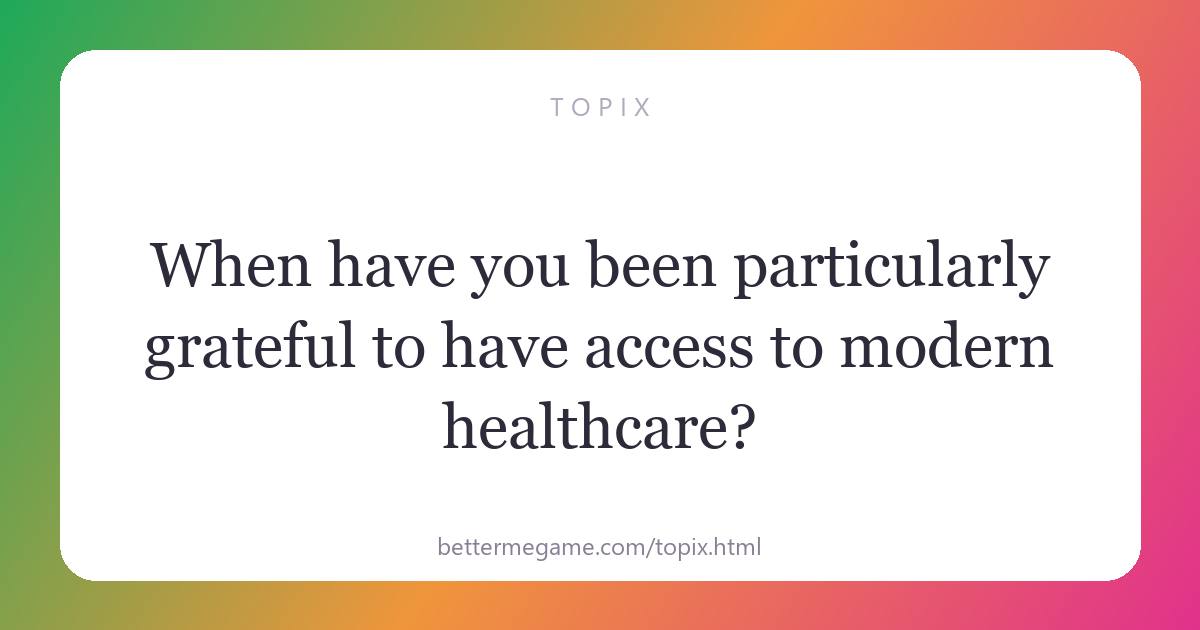 TOPIX
When have you been particularly
grateful to have access to modern
healthcare?
bettermegame.com/topix.html